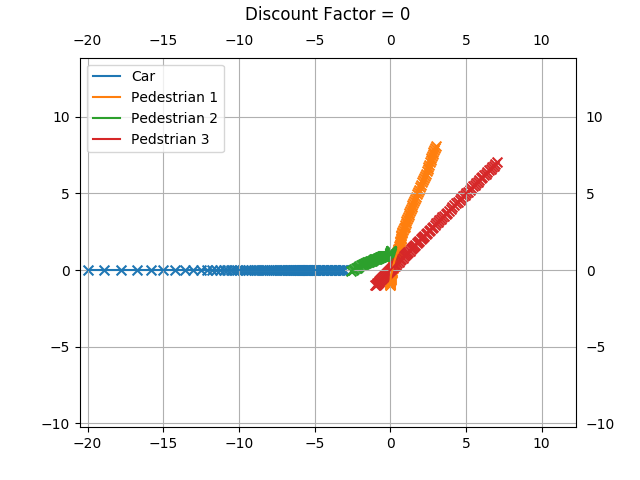 Discount Factor = 0
−20 −15 −10 −5 0 5 10
Car
Pedestrian 1
Pedestrian 2
Pedstrian 3
10 10
5 5
0 0
−5 −5
−10 −10
−20 −15 −10 −5 0 5 10